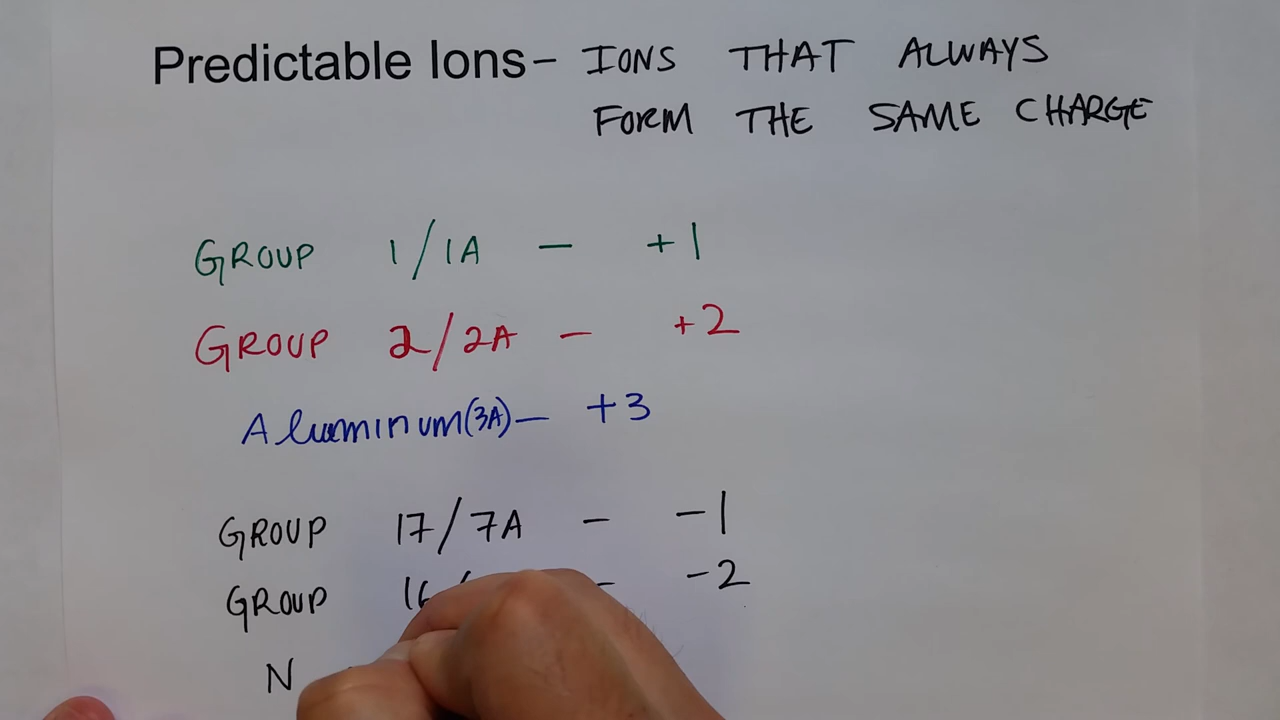 Predictable Ions – IONS THAT ALWAYS
FORM THE SAME CHARGE
GROUP 1/1A – +1
GROUP 2/2A – +2
Aluminum(3A) – +3
GROUP 17/7A – -1
GROUP 16/ – -2
N